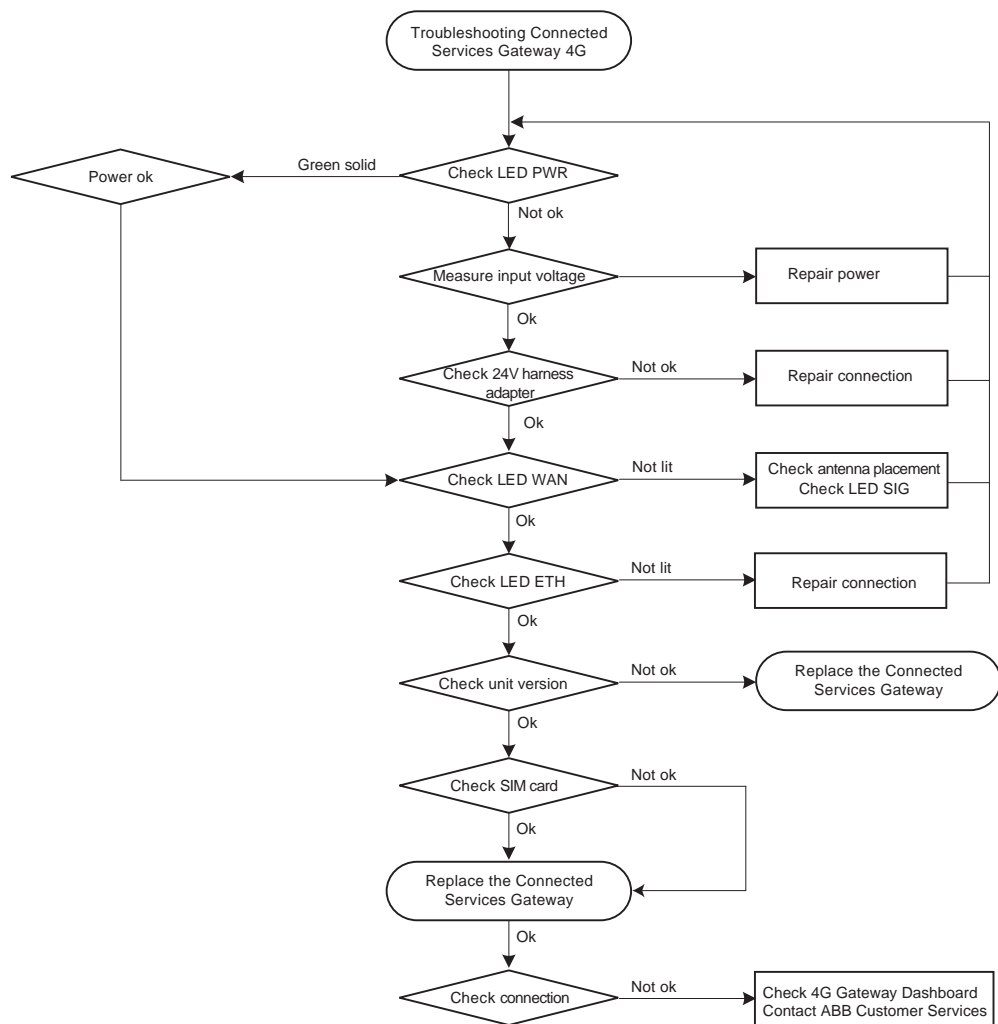 Troubleshooting Connected
Services Gateway 4G
Green solid
Power ok
Check LED PWR
Not ok
Measure input voltage
Repair power
Ok
Check 24V harness
adapter
Not ok
Repair connection
Ok
Check LED WAN
Not lit
Check antenna placement
Check LED SIG
Ok
Check LED ETH
Not lit
Repair connection
Ok
Check unit version
Not ok
Replace the Connected
Services Gateway
Ok
Check SIM card
Not ok
Ok
Replace the Connected
Services Gateway
Ok
Check connection
Not ok
Check 4G Gateway Dashboard
Contact ABB Customer Services